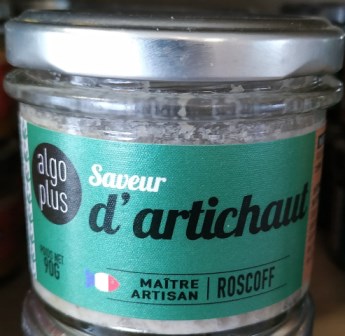 algo
plus
Saveur
d'artichaut
POIDS NET
90G
MAÎTRE
ARTISAN
ROSCOFF